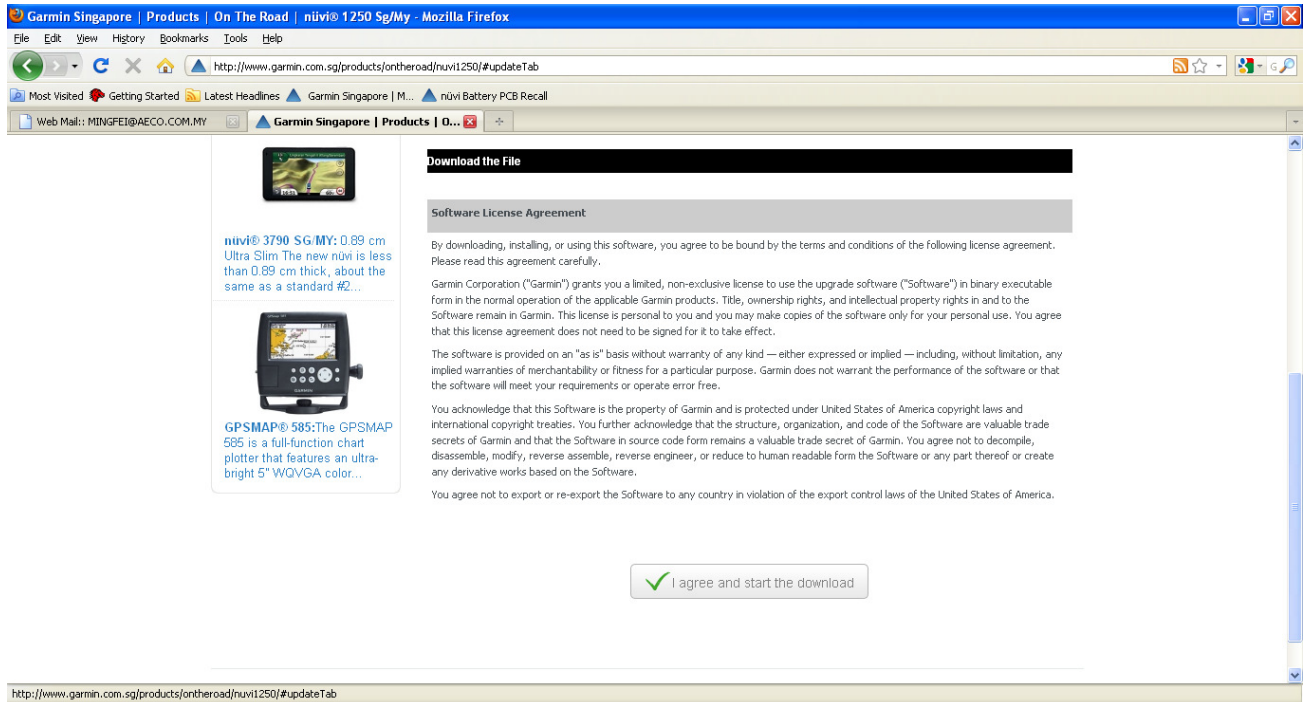 Garmin Singapore | Products | On The Road | nüvi® 1250 Sg/My - Mozilla Firefox
File Edit View History Bookmarks Tools Help
http://www.garmin.com.sg/products/ontheroad/nuvi1250/#updateTab
Most Visited Getting Started Latest Headlines Garmin Singapore | M... nüvi Battery PCB Recall
Web Mail:: MINGFEI@AECO.COM.MY Garmin Singapore | Products | O...
nüvi® 3790 SG/MY: 0.89 cm
Ultra Slim The new nüvi is less
than 0.89 cm thick, about the
same as a standard #2...
GPSMAP® 585:The GPSMAP
585 is a full-function chart
plotter that features an ultra-
bright 5" WQVGA color...
Download the File
Software License Agreement
By downloading, installing, or using this software, you agree to be bound by the terms and conditions of the following license agreement.
Please read this agreement carefully.
Garmin Corporation ("Garmin") grants you a limited, non-exclusive license to use the upgrade software ("Software") in binary executable
form in the normal operation of the applicable Garmin products. Title, ownership rights, and intellectual property rights in and to the
Software remain in Garmin. This license is personal to you and you may make copies of the software only for your personal use. You agree
that this license agreement does not need to be signed for it to take effect.
The software is provided on an "as is" basis without warranty of any kind — either expressed or implied — including, without limitation, any
implied warranties of merchantability or fitness for a particular purpose. Garmin does not warrant the performance of the software or that
the software will meet your requirements or operate error free.
You acknowledge that this Software is the property of Garmin and is protected under United States of America copyright laws and
international copyright treaties. You further acknowledge that the structure, organization, and code of the Software are valuable trade
secrets of Garmin and that the Software in source code form remains a valuable trade secret of Garmin. You agree not to decompile,
disassemble, modify, reverse assemble, reverse engineer, or reduce to human readable form the Software or any part thereof or create
any derivative works based on the Software.
You agree not to export or re-export the Software to any country in violation of the export control laws of the United States of America.
I agree and start the download
http://www.garmin.com.sg/products/ontheroad/nuvi1250/#updateTab